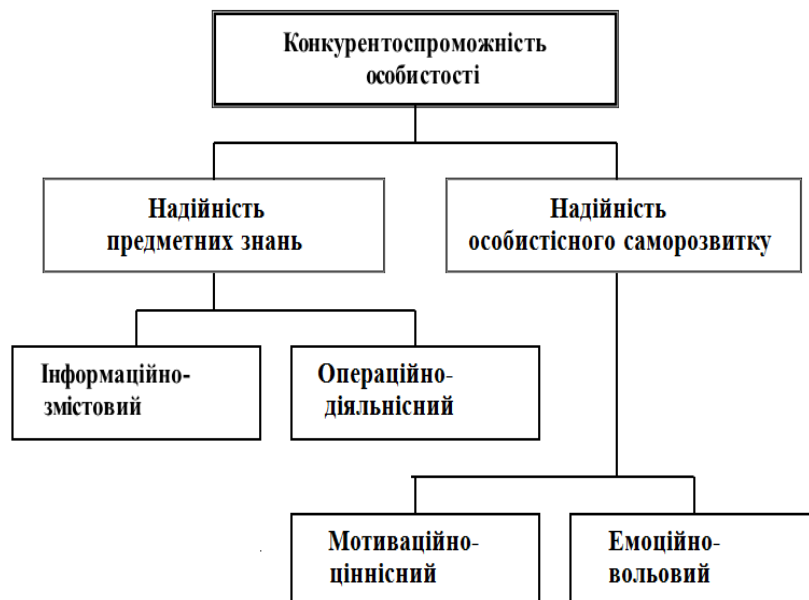 Конкурентоспроможність
особистості
Надійність
предметних знань
Надійність
особистісного саморозвитку
Інформаційно-
змістовий
Операційно-
діяльнісний
Мотиваційно-
ціннісний
Емоційно-
вольовий